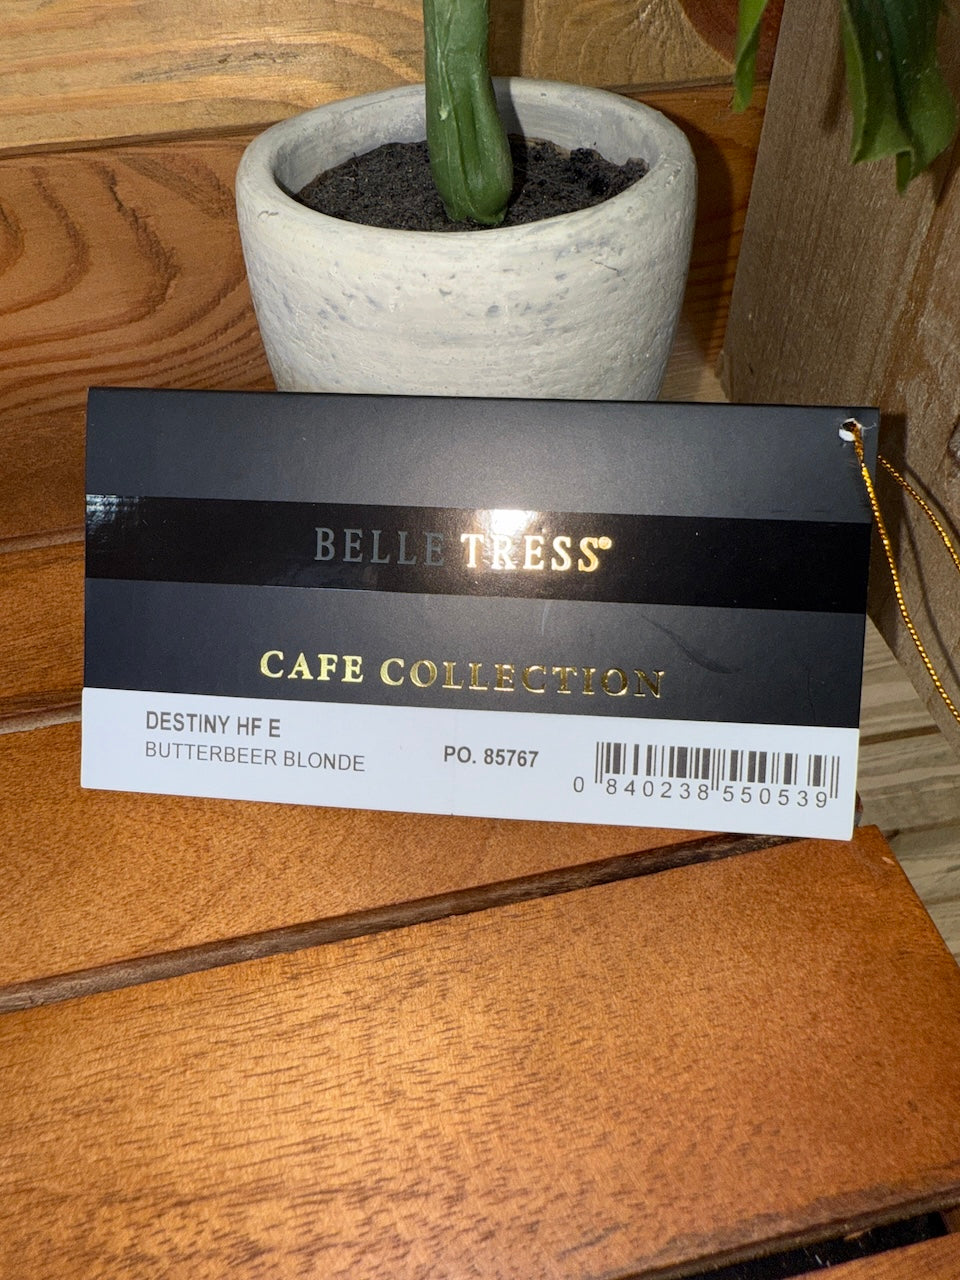 BELLE TRESS®
CAFE COLLECTION
DESTINY HF E
BUTTERBEER BLONDE
PO. 85767
0 840238 550539